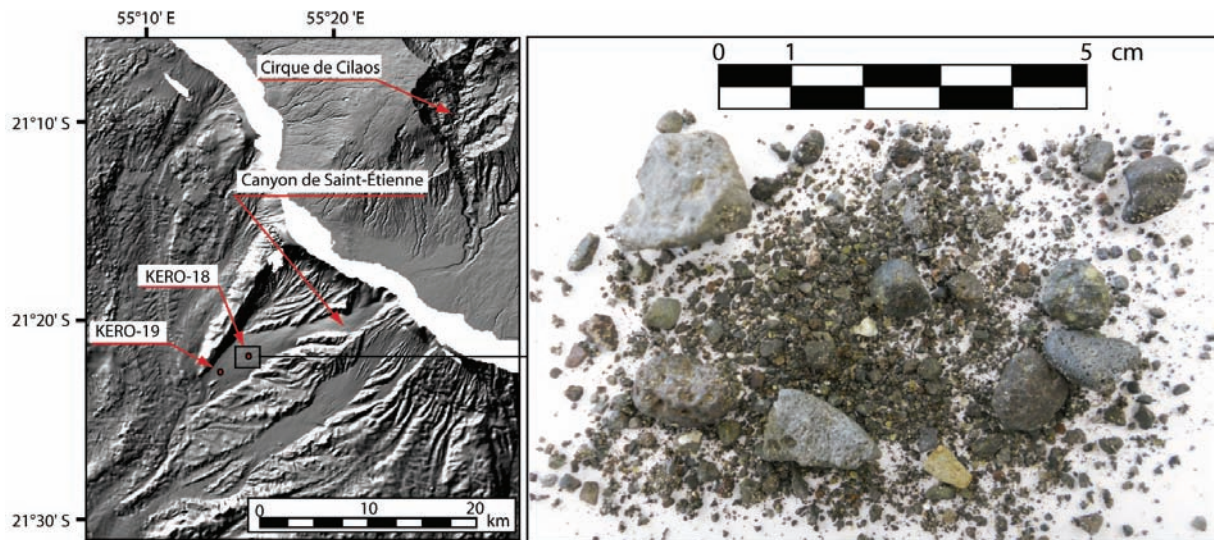 55°10' E
55°20' E
0 1 5 cm
Cirque de Cilaos
21°10' S
Canyon de Saint-Étienne
KERO-18
21°20' S
KERO-19
0 10 20
km
21°30' S